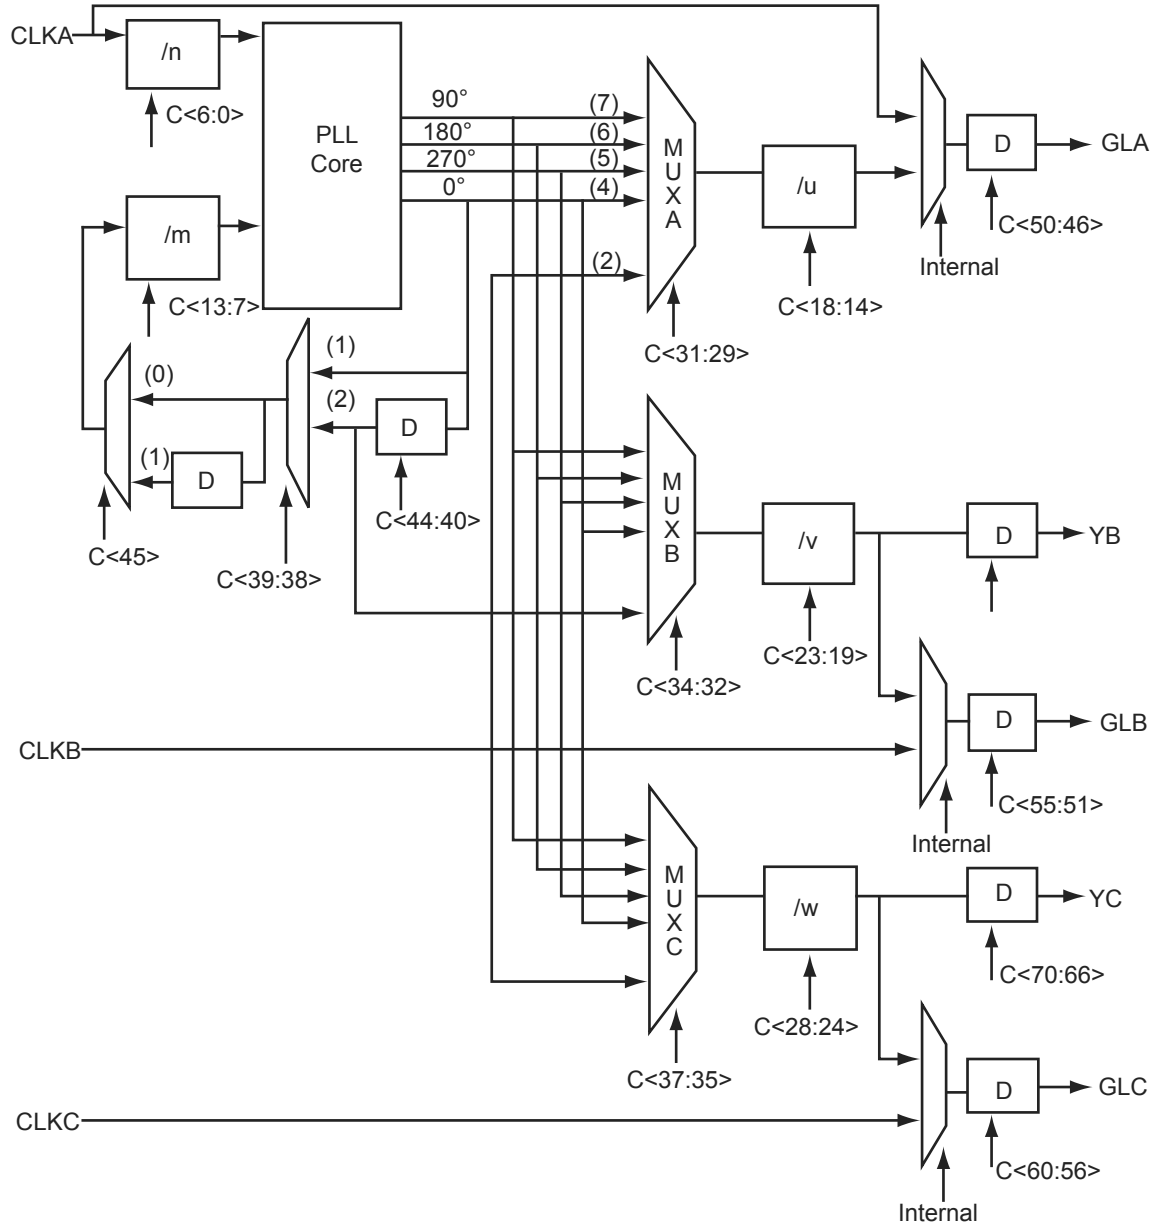 CLKA
/n
C<6:0>
PLL
Core
90°
180°
270°
0°
(7)
(6)
(5)
(4)
(2)
M
U
X
A
/u
D
GLA
C<50:46>
Internal
/m
C<13:7>
C<18:14>
C<31:29>
(1)
(2)
(0)
(1)
D
D
C<44:40>
C<45>
C<39:38>
M
U
X
B
/v
D
YB
C<23:19>
C<34:32>
CLKB
D
GLB
C<55:51>
Internal
M
U
X
C
/w
D
YC
C<70:66>
C<28:24>
C<37:35>
CLKC
D
GLC
C<60:56>
Internal